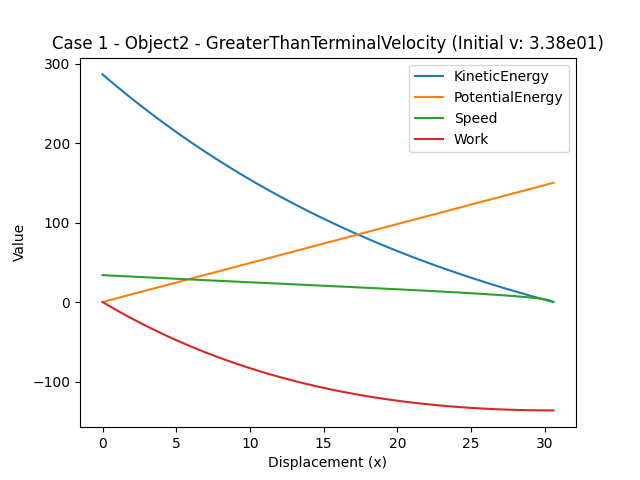 Case 1 - Object2 - GreaterThanTerminalVelocity (Initial v: 3.38e01)
KineticEnergy
PotentialEnergy
Speed
Work
Value
300
200
100
0
−100
0 5 10 15 20 25 30
Displacement (x)